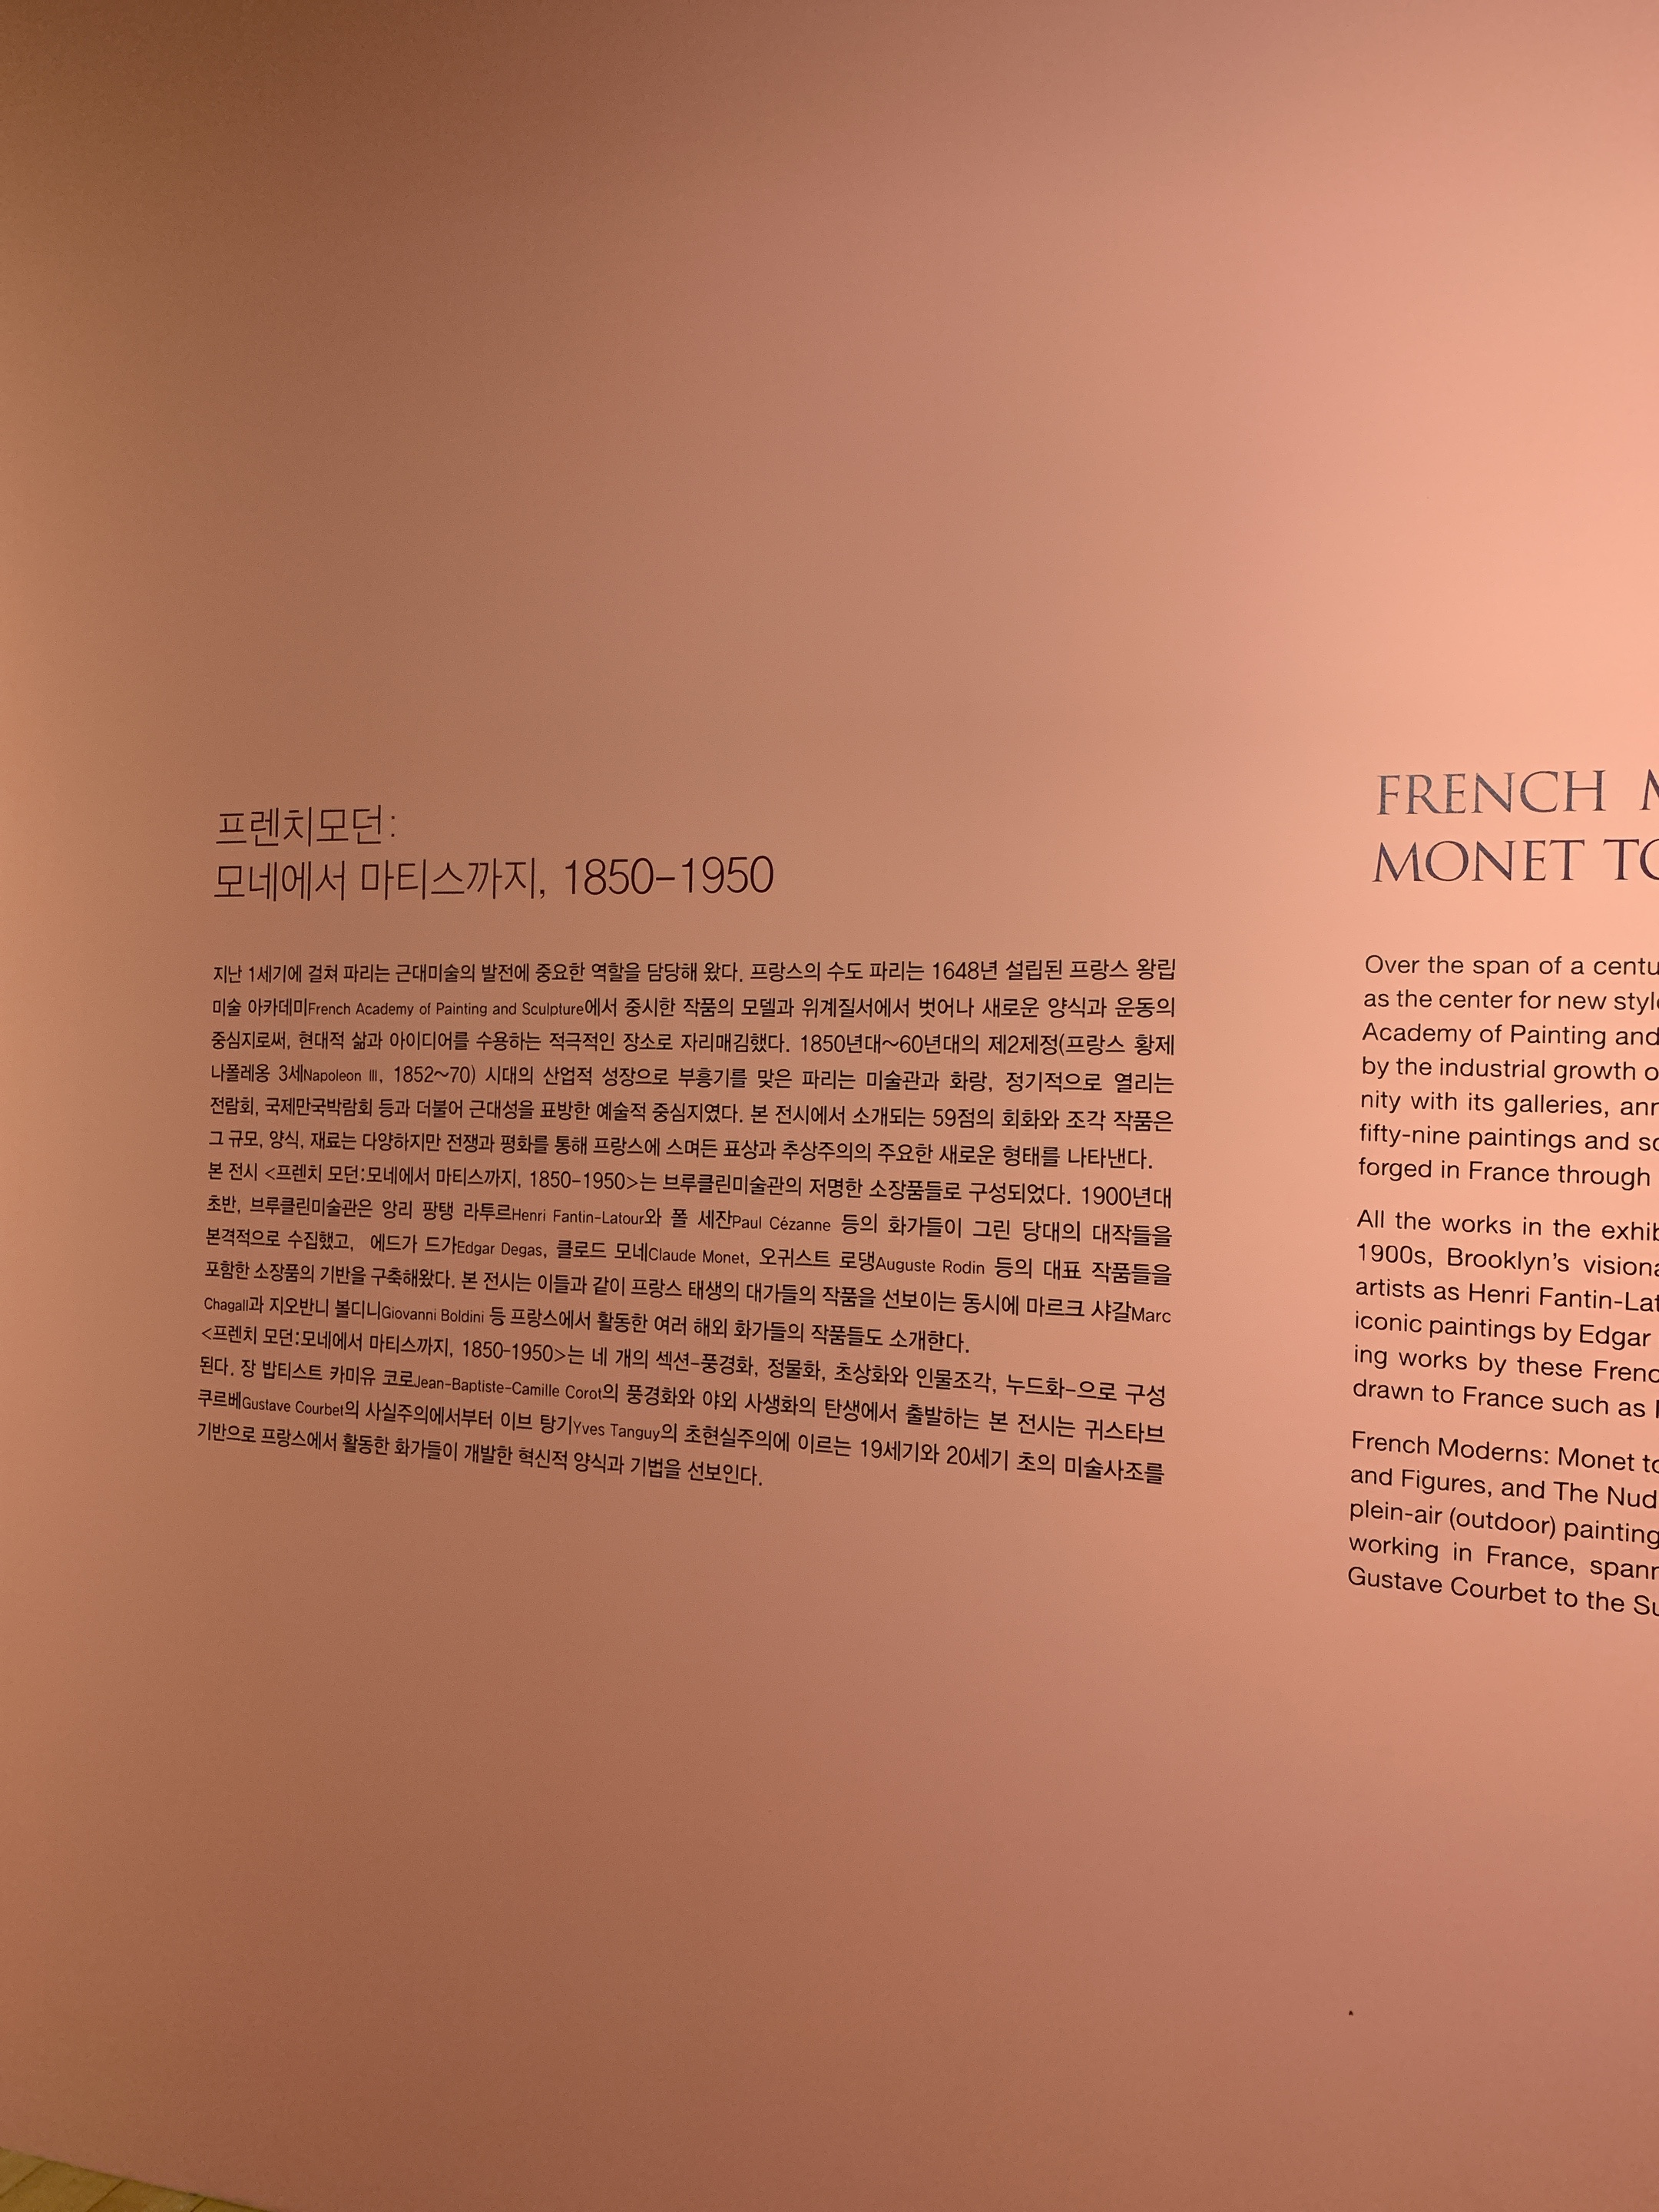 프렌치모던:
모네에서 마티스까지, 1850-1950
지난 1세기에 걸쳐 파리는 근대미술의 발전에 중요한 역할을 담당해 왔다. 프랑스의 수도 파리는 1648년 설립된 프랑스 왕립
미술 아카데미French Academy of Painting and Sculpture에서 중시한 작품의 모델과 위계질서에서 벗어나 새로운 양식과 운동의
중심지로써, 현대적 삶과 아이디어를 수용하는 적극적인 장소로 자리매김했다. 1850년대~60년대의 제2제정(프랑스 황제
나폴레옹 3세Napoleon III, 1852~70) 시대의 산업적 성장으로 부흥기를 맞은 파리는 미술관과 화랑, 정기적으로 열리는
전람회, 국제만국박람회 등과 더불어 근대성을 표방한 예술적 중심지였다. 본 전시에서 소개되는 59점의 회화와 조각 작품은
그 규모, 양식, 재료는 다양하지만 전쟁과 평화를 통해 프랑스에 스며든 표상과 추상주의의 주요한 새로운 형태를 나타낸다.
본 전시 <프렌치 모던:모네에서 마티스까지, 1850-1950>는 브루클린미술관의 저명한 소장품들로 구성되었다. 1900년대
초반, 브루클린미술관은 앙리 팡탱 라투르Henri Fantin-Latour와 폴 세잔Paul Cézanne 등의 화가들이 그린 당대의 대작들을
본격적으로 수집했고, 에드가 드가Edgar Degas, 클로드 모네Claude Monet, 오귀스트 로댕Auguste Rodin 등의 대표 작품들을
포함한 소장품의 기반을 구축해왔다. 본 전시는 이들과 같이 프랑스 태생의 대가들의 작품을 선보이는 동시에 마르크 샤갈Marc
Chagall과 지오반니 볼디니Giovanni Boldini 등 프랑스에서 활동한 여러 해외 화가들의 작품들도 소개한다.
<프렌치 모던:모네에서 마티스까지, 1850-1950>는 네 개의 섹션-풍경화, 정물화, 초상화와 인물조각, 누드화-으로 구성
된다. 장 밥티스트 카미유 코로Jean-Baptiste-Camille Corot의 풍경화와 야외 사생화의 탄생에서 출발하는 본 전시는 귀스타브
쿠르베Gustave Courbet의 사실주의에서부터 이브 탕기Yves Tanguy의 초현실주의에 이르는 19세기와 20세기 초의 미술사조를
기반으로 프랑스에서 활동한 화가들이 개발한 혁신적 양식과 기법을 선보인다.
FRENCH
MONET
Over the span of a
as the center for new
Academy of Painting and
by the industrial growth
nity with its galleries,
fifty-nine paintings and
forged in France through
All the works in the
1900s, Brooklyn's
artists as Henri
iconic paintings by Edgar
ing works by these
drawn to France such as
French Moderns: Monet
and Figures, and The
plein-air (outdoor)
working in France,
Gustave Courbet to the